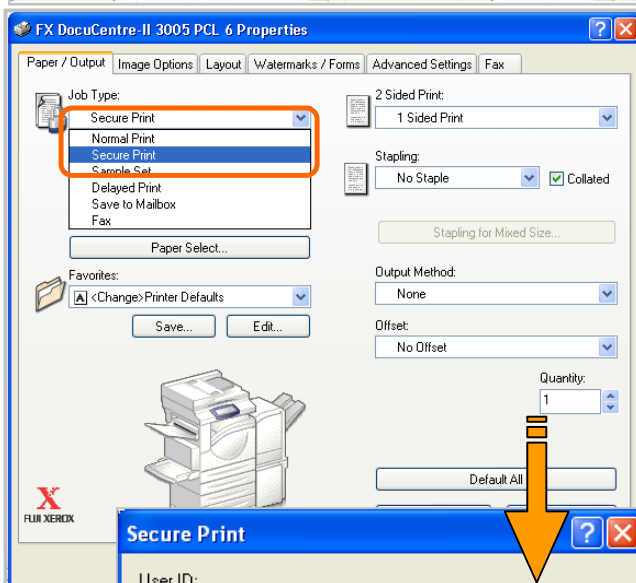 FX DocuCentre-II 3005 PCL 6 Properties
Paper / Output Image Options Layout Watermarks / Forms Advanced Settings Fax
Job Type:
Secure Print
Normal Print
Secure Print
Sample Set
Delayed Print
Save to Mailbox
Fax
Paper Select...
Favorites:
A <Change>Printer Defaults
Save... Edit...
2 Sided Print:
1 Sided Print
Stapling:
No Staple Collated
Stapling for Mixed Size...
Output Method:
None
Offset:
No Offset
Quantity:
1
Default All
X
FUJI XEROX
Secure Print
User ID: